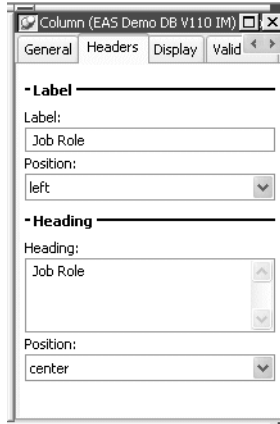 Column (EAS Demo DB V110 IM)
General Headers Display Valid
Label
Label:
Job Role
Position:
left
Heading
Heading:
Job Role
Position:
center